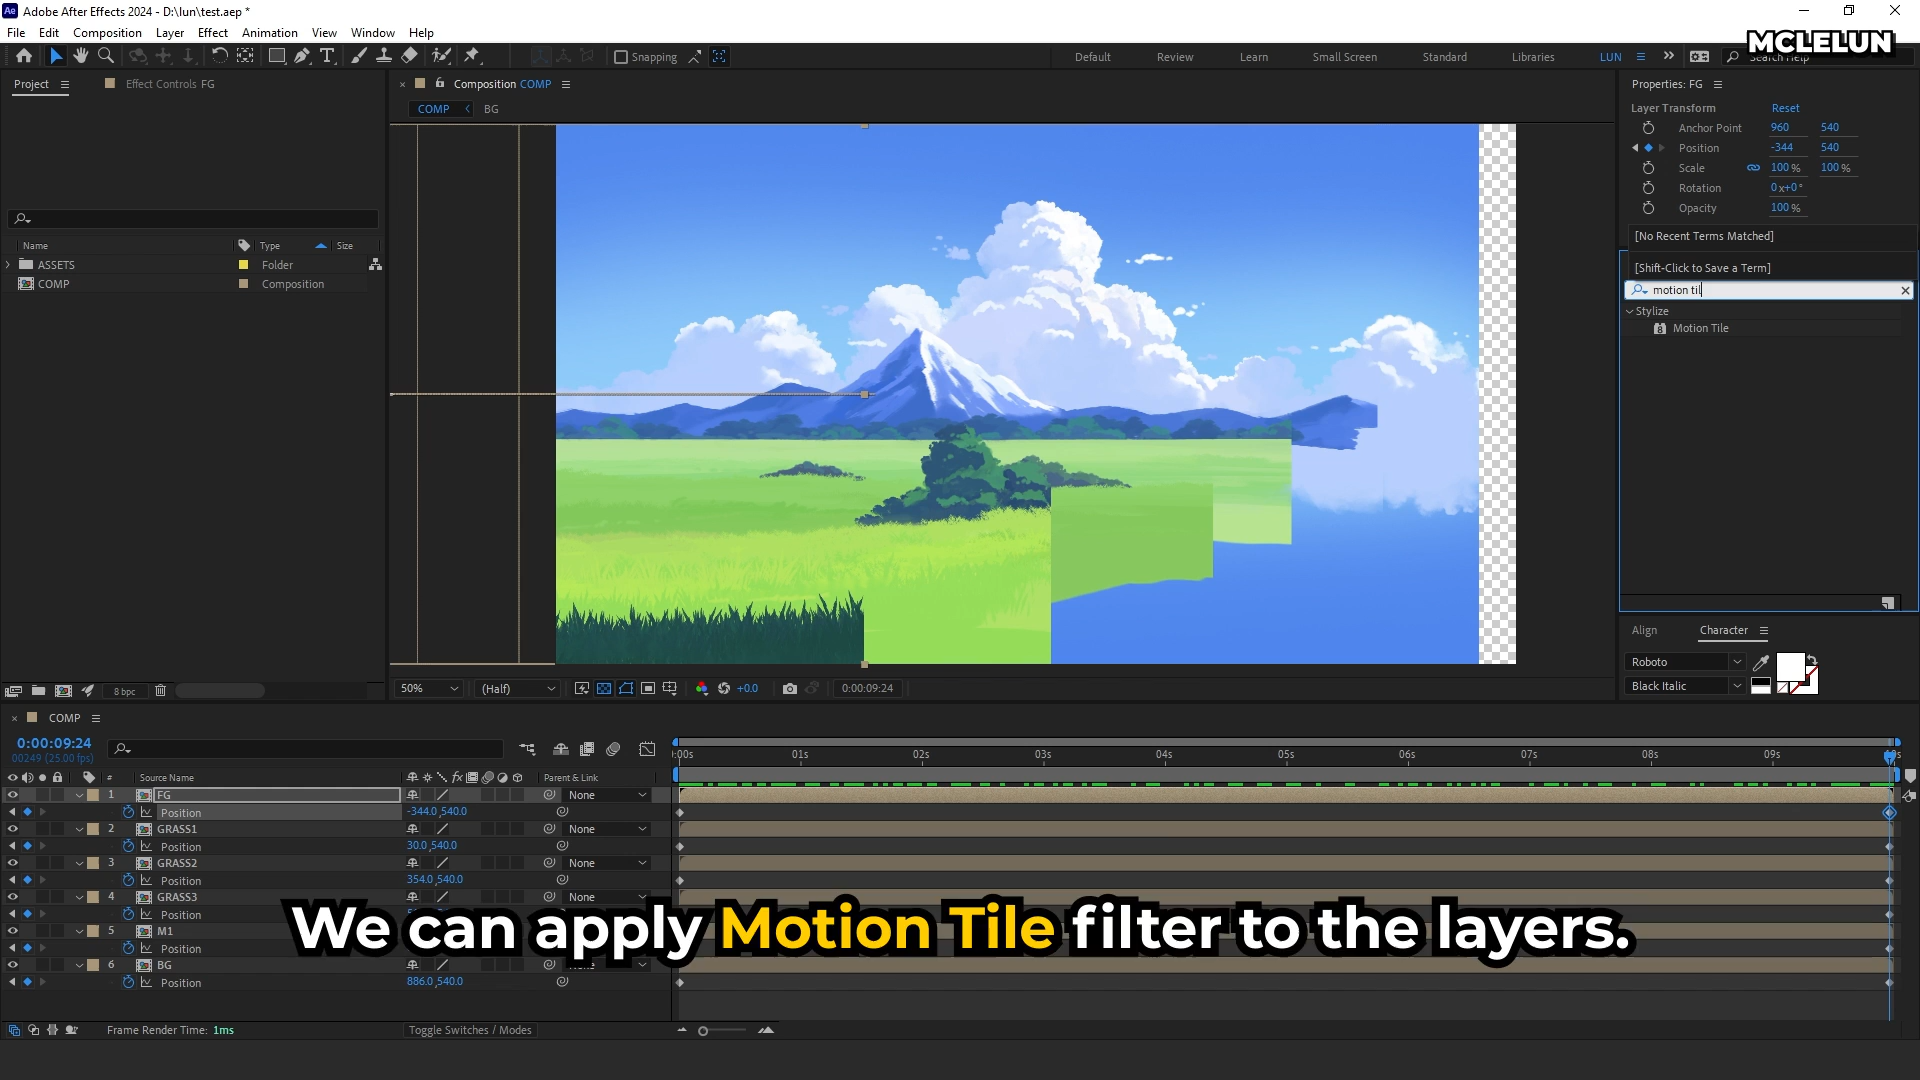 Adobe After Effects 2024 - D:\lun\test.aep *
File Edit Composition Layer Effect Animation View Window Help
Snapping
Default Review Learn Small Screen Standard LUN Libraries
MCLELUN
Project
Effect Controls FG
Composition COMP
COMP BG
Name Type Size
ASSETS Folder
COMP Composition
8 bpc
50% (Half) +0.0 0:00:09:24
Properties: FG
Layer Transform Reset
Anchor Point 960 540
Position -344 540
Scale 100 % 100 %
Rotation 0x+0°
Opacity 100 %
[No Recent Terms Matched]
[Shift-Click to Save a Term]
motion til
Stylize
Motion Tile
Align Character
Roboto
Black Italic
COMP
0:00:09:24
00249 (25.00 fps)
:00s 01s 02s 03s 04s 05s 06s 07s 08s 09s
# Source Name Parent & Link
1 FG None
Position -344.0,540.0
2 GRASS1 None
Position 30.0,540.0
3 GRASS2 None
Position 354.0,540.0
4 GRASS3 None
Position
5 M1
Position
6 BG None
Position 886.0,540.0
We can apply Motion Tile filter to the layers.
Frame Render Time: 1ms
Toggle Switches / Modes